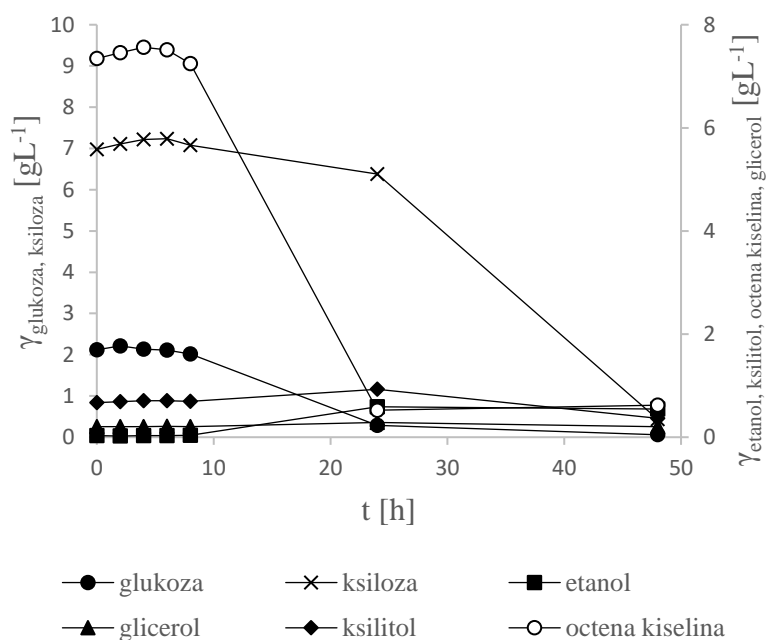 10
9
8
7
6
5
4
3
2
1
0
γglukoza, ksiloza [gL-1]
8
6
4
2
0
γetanol, ksilitol, octena kiselina, glicerol [gL-1]
0 10 20 30 40 50
t [h]
glukoza ksiloza etanol
glicerol ksilitol octena kiselina